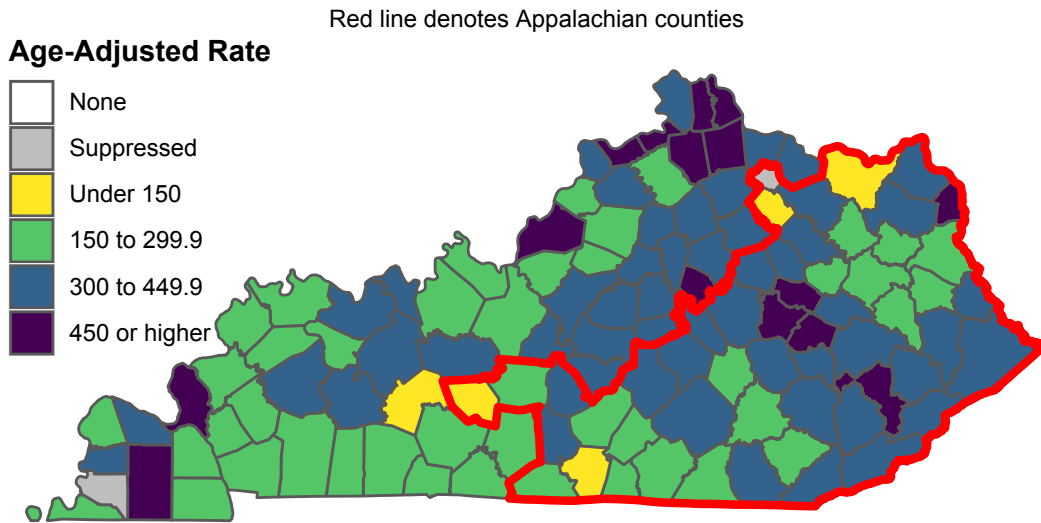 Red line denotes Appalachian counties
Age-Adjusted Rate
None
Suppressed
Under 150
150 to 299.9
300 to 449.9
450 or higher